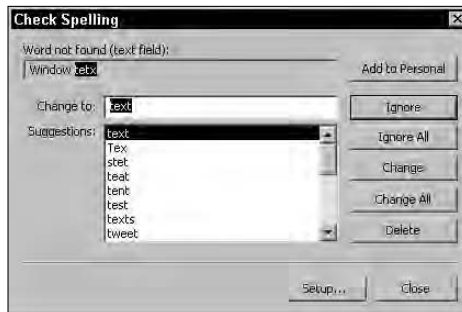 Check Spelling
Word not found (text field):
Window tetx
Add to Personal
Change to: text
Ignore
Suggestions:
text
Tex
stet
teat
tent
test
texts
tweet
Ignore All
Change
Change All
Delete
Setup...
Close